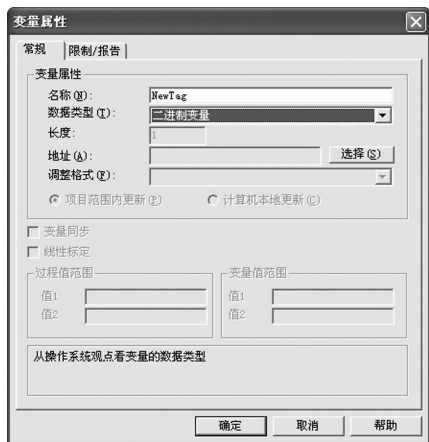 变量属性
常规 限制/报告
变量属性
名称(N): NewTag
数据类型(T): 二进制变量
长度: 1
地址(A): 选择(S)
调整格式(F):
项目范围内更新(P) 计算机本地更新(C)
变量同步
线性标定
过程值范围 变量值范围
值1 值1
值2 值2
从操作系统观点看变量的数据类型
确定 取消 帮助